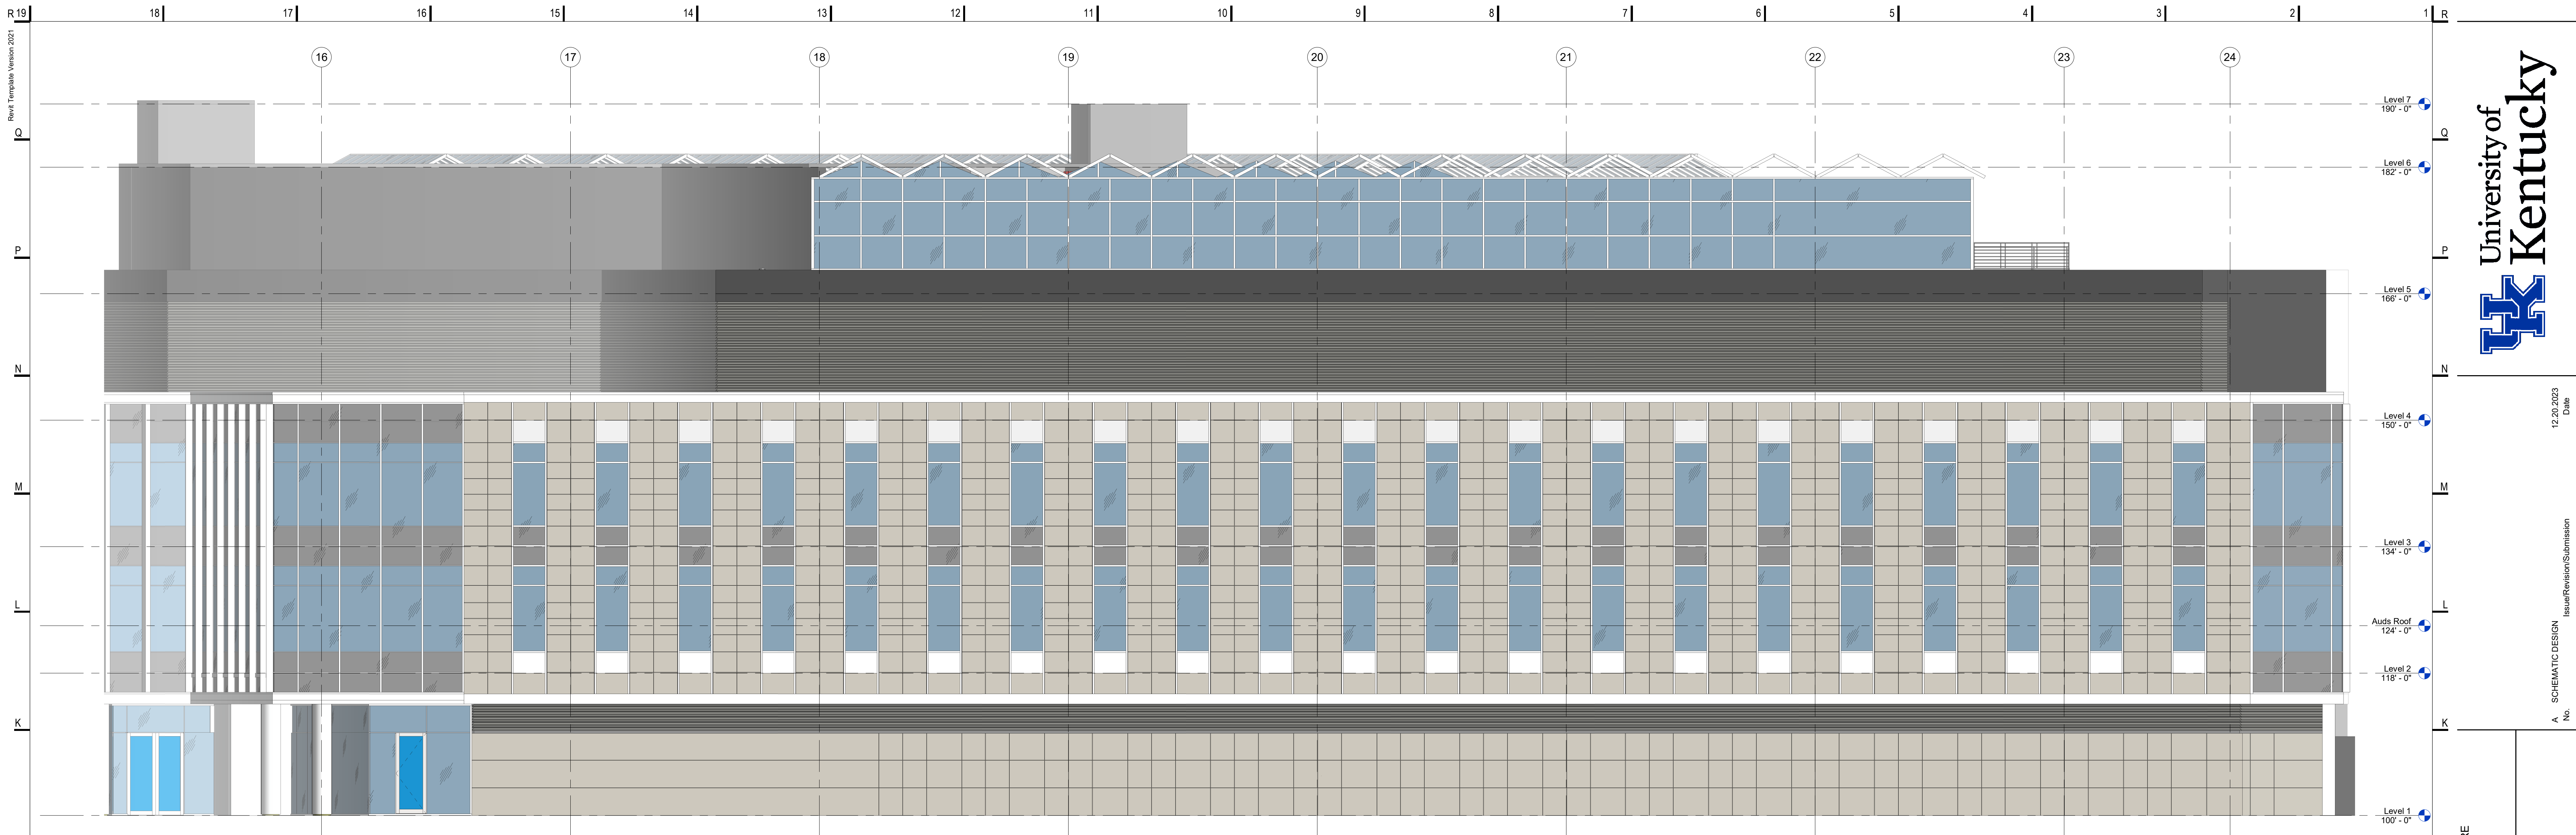 R 19 18 17 16 15 14 13 12 11 10 9 8 7 6 5 4 3 2 1 R
Revit Template Version 2021
16 17 18 19 20 21 22 23 24
Level 7
190' - 0"
Q Q
Level 6
182' - 0"
P P
Level 5
166' - 0"
N N
Level 4
150' - 0"
M M
Level 3
134' - 0"
L L
Auds Roof
124' - 0"
Level 2
118' - 0"
K K
Level 1
100' - 0"
University of
Kentucky
UK
A SCHEMATIC DESIGN 12.20.2023
No. Issue/Revision/Submission Date
RE